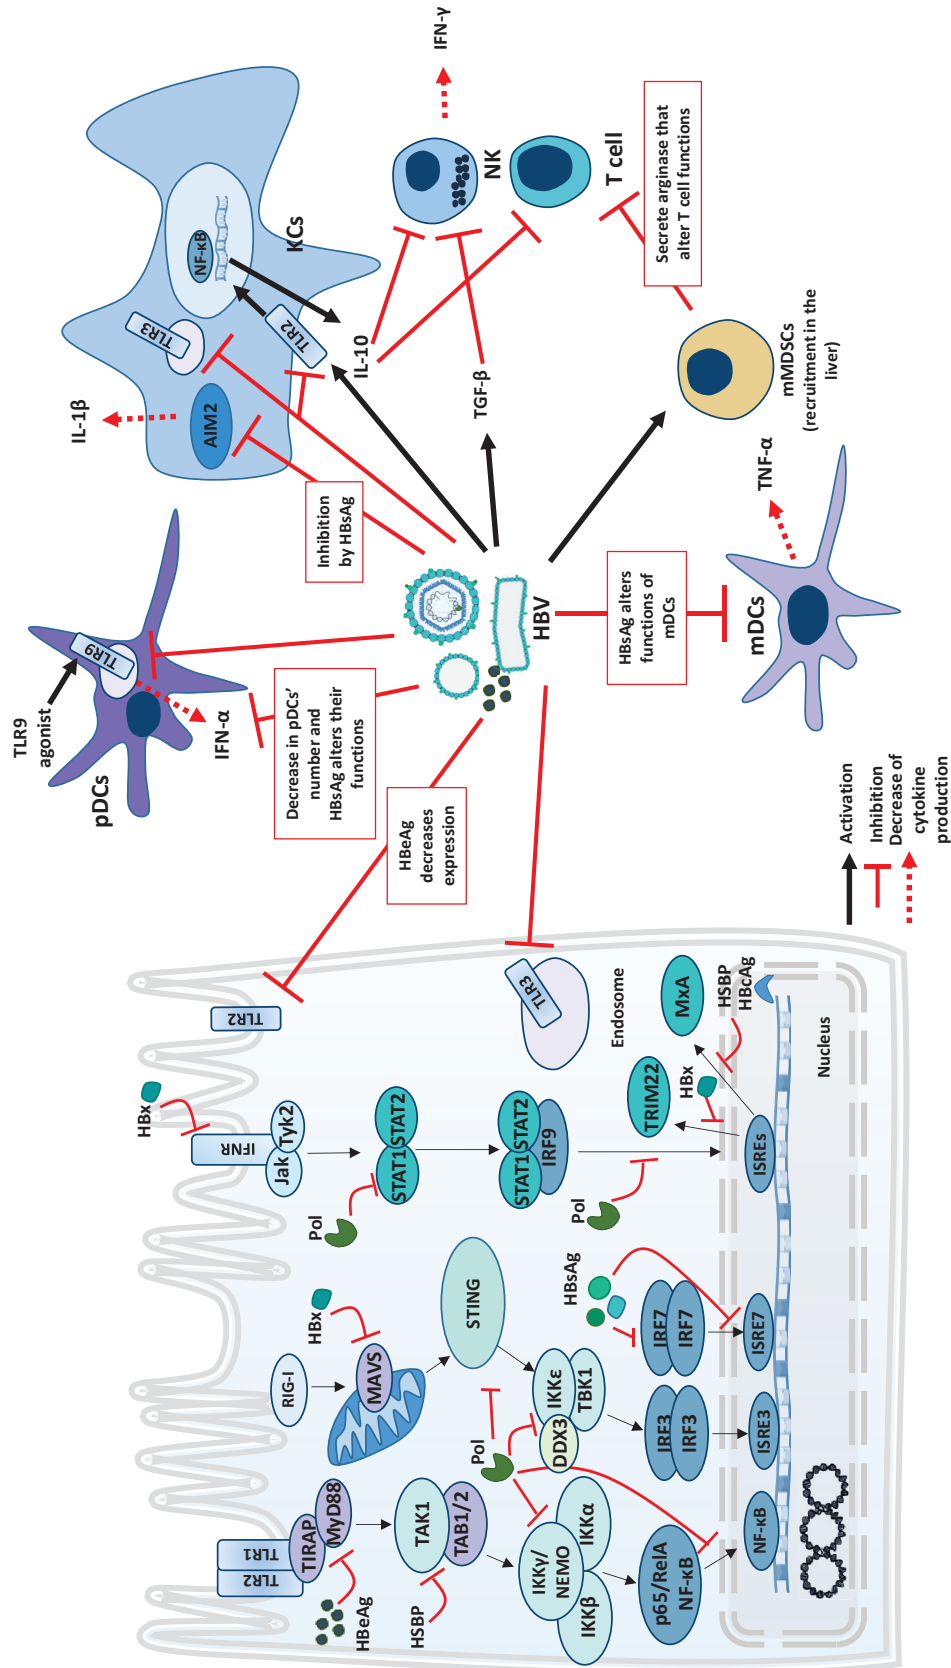 TLR2
TLR1
TIRAP
MyD88
HBeAg
TAK1
TAB1/2
HSBP
IKKγ/
NEMO
IKKα
IKKβ
p65/RelA
NF-κB
NF-κB
RIG-I
HBx
MAVS
STING
Pol
IKKε
TBK1
DDX3
IRF3
IRF3
ISRE3
HBsAg
IRF7
IRF7
ISRE7
HBx
IFNR
Jak
Tyk2
Pol
STAT1
STAT2
STAT1
STAT2
IRF9
Pol
ISREs
TRIM22
HBx
MxA
HSBP
HBcAg
Nucleus
TLR2
TLR3
Endosome
Activation
Inhibition
Decrease of
cytokine
production
HBeAg
decreases
expression
pDCs
TLR9
agonist
TLR9
IFN-α
Decrease in pDCs'
number and
HBsAg alters their
functions
HBV
HBsAg alters
functions of
mDCs
mDCs
TNF-α
Inhibition
by HBsAg
IL-1β
AIM2
TLR3
TLR2
NF-κB
KCs
IL-10
TGF-β
mMDSCs
(recruitment in the
liver)
Secrete arginase that
alter T cell functions
NK
T cell
IFN-γ